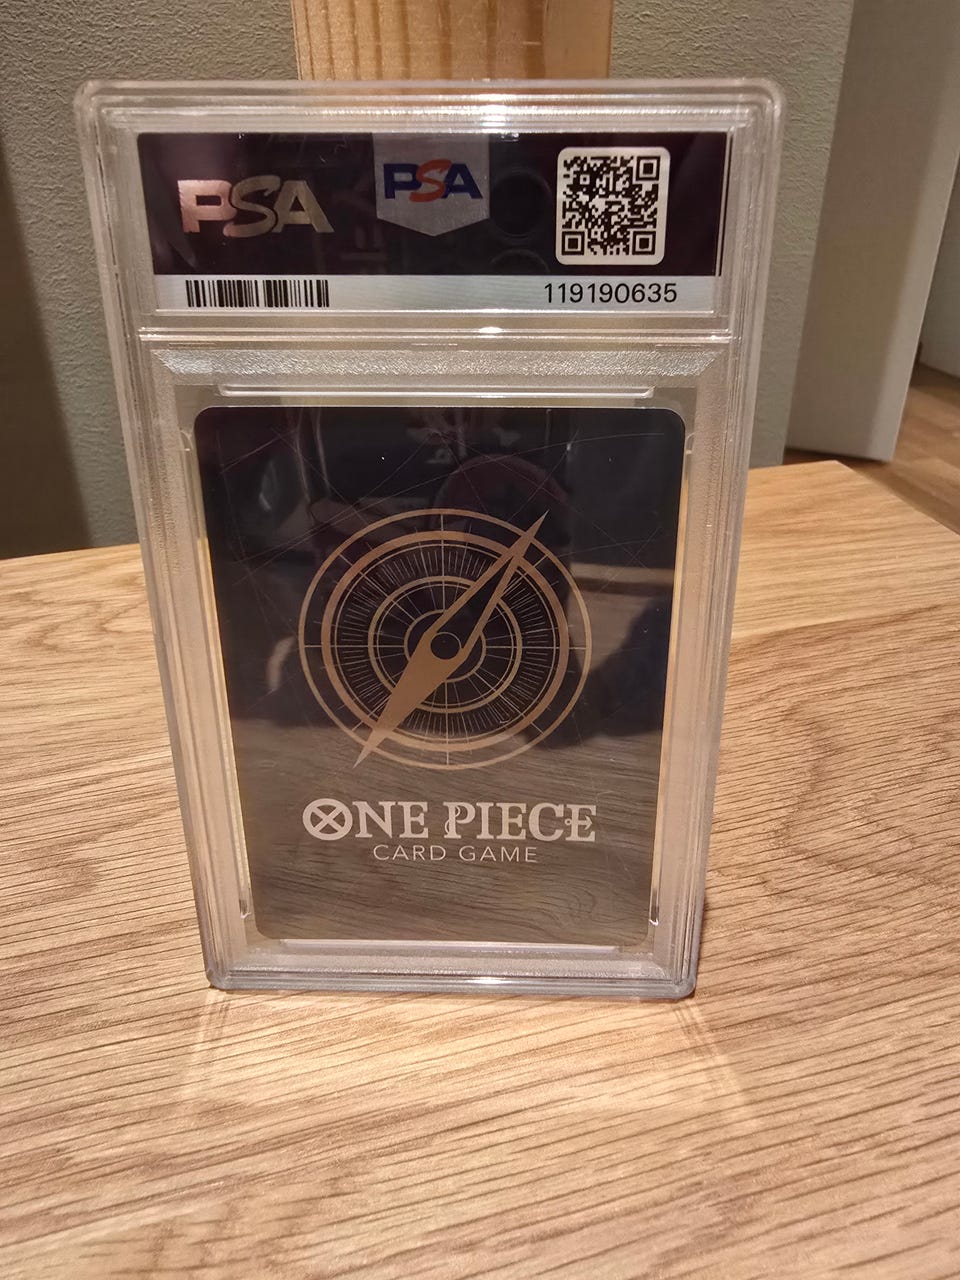 PSA
PSA
119190635
ONE PIECE
CARD GAME